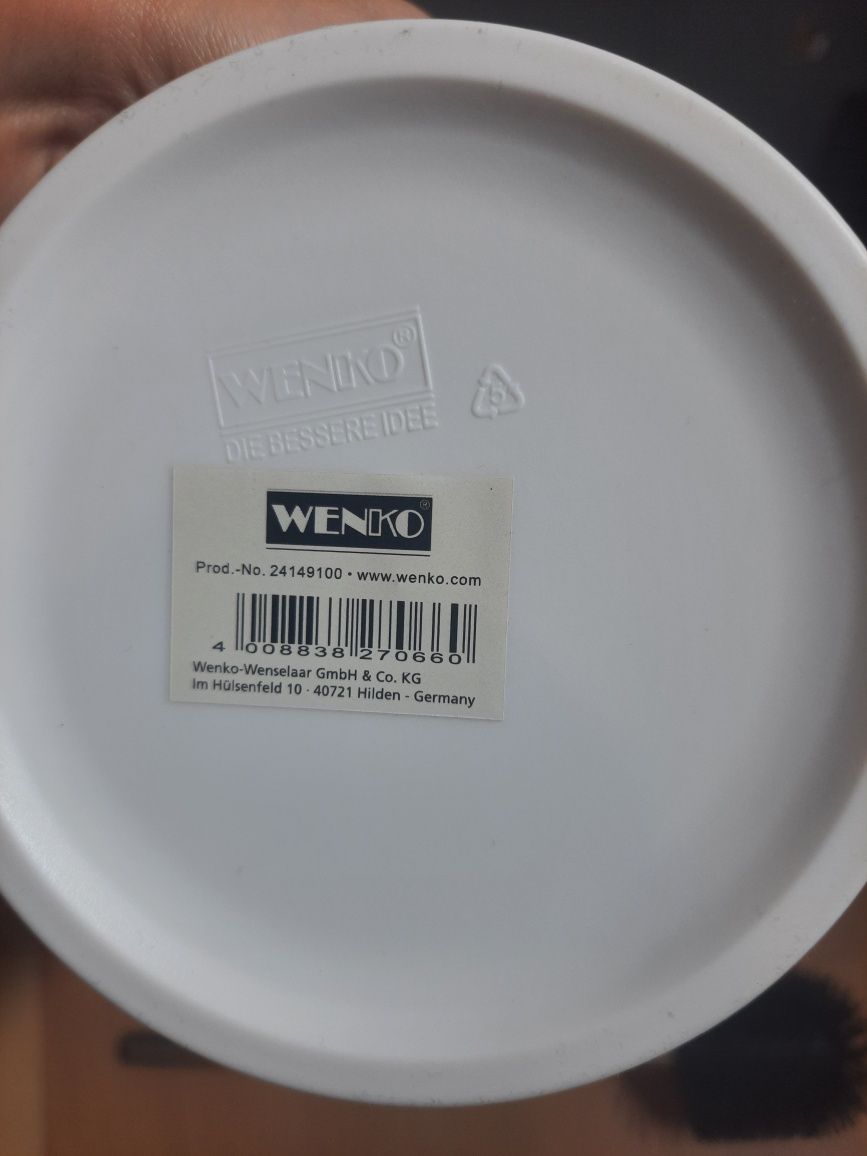 WENKO®
DIE BESSERE IDEE
5
WENKO®
Prod.-No. 24149100 • www.wenko.com
4 008838 270660
Wenko-Wenselaar GmbH & Co. KG
Im Hülsenfeld 10 · 40721 Hilden - Germany